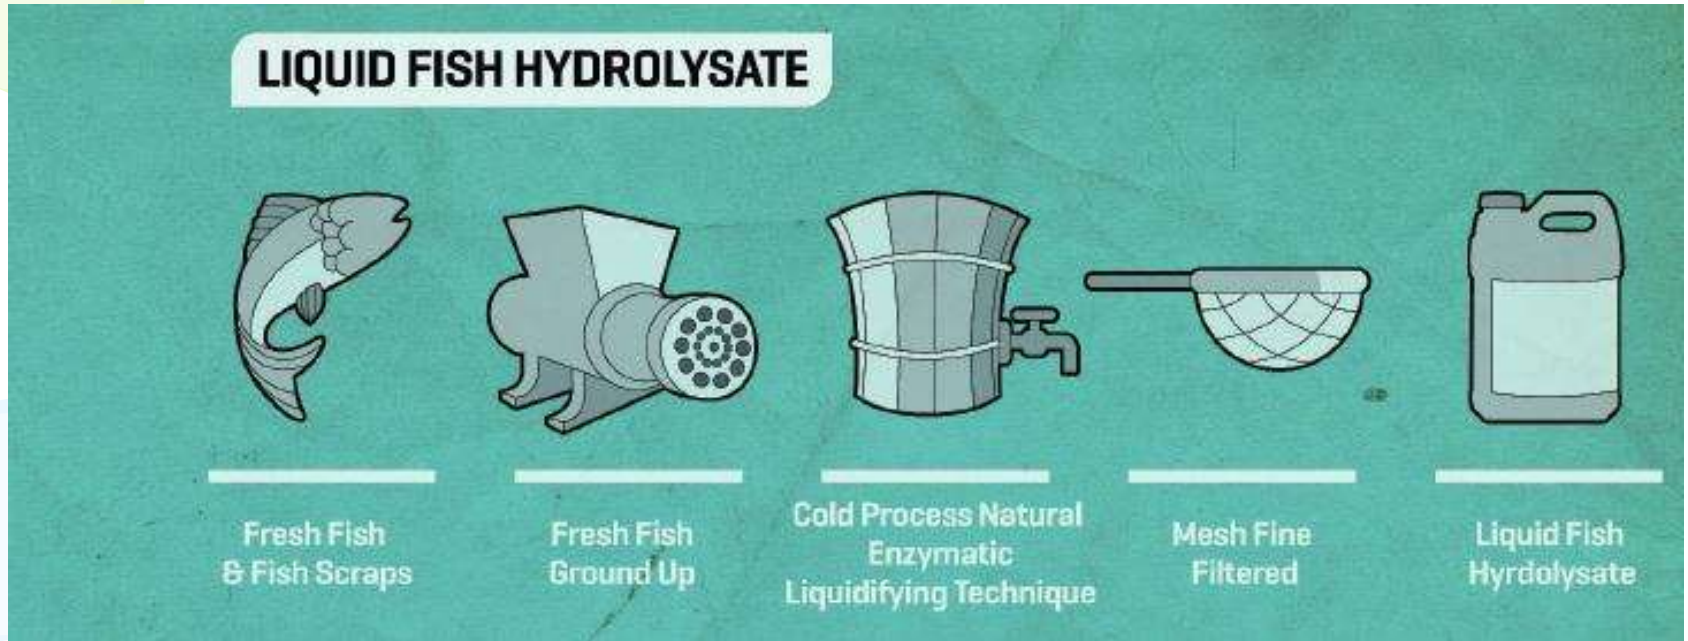 LIQUID FISH HYDROLYSATE
Fresh Fish
& Fish Scraps
Fresh Fish
Ground Up
Cold Process Natural
Enzymatic
Liquidifying Technique
Mesh Fine
Filtered
Liquid Fish
Hyrdolysate